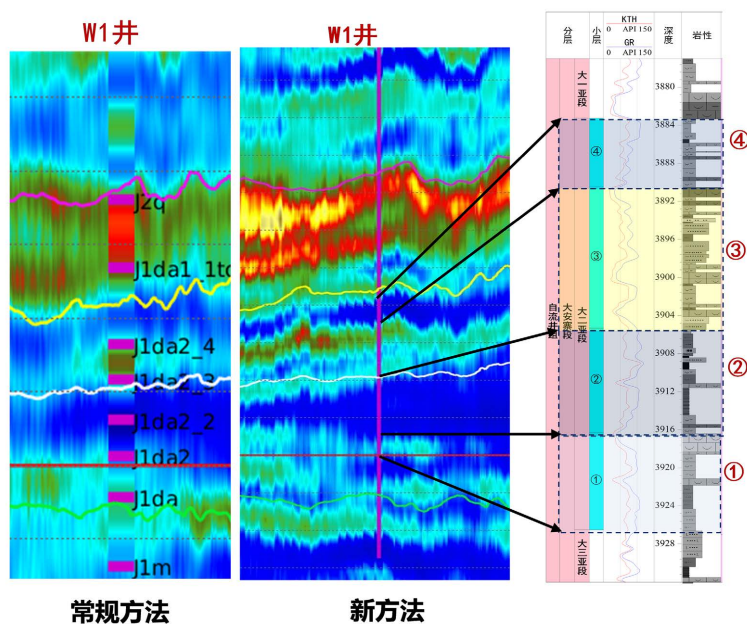 W1井
W1井
Jzq
J1da1_1to
J1da2_4
J1da2_3
J1da2_2
J1da2
J1da
J1m
常规方法
新方法
分层
小层
KTH
0 API 150
GR
0 API 150
深度
岩性
大一亚段
自流井组
大安寨段
大二亚段
大三亚段
④
③
②
①
3880
3884
3888
3892
3896
3900
3904
3908
3912
3916
3920
3924
3928
④
③
②
①